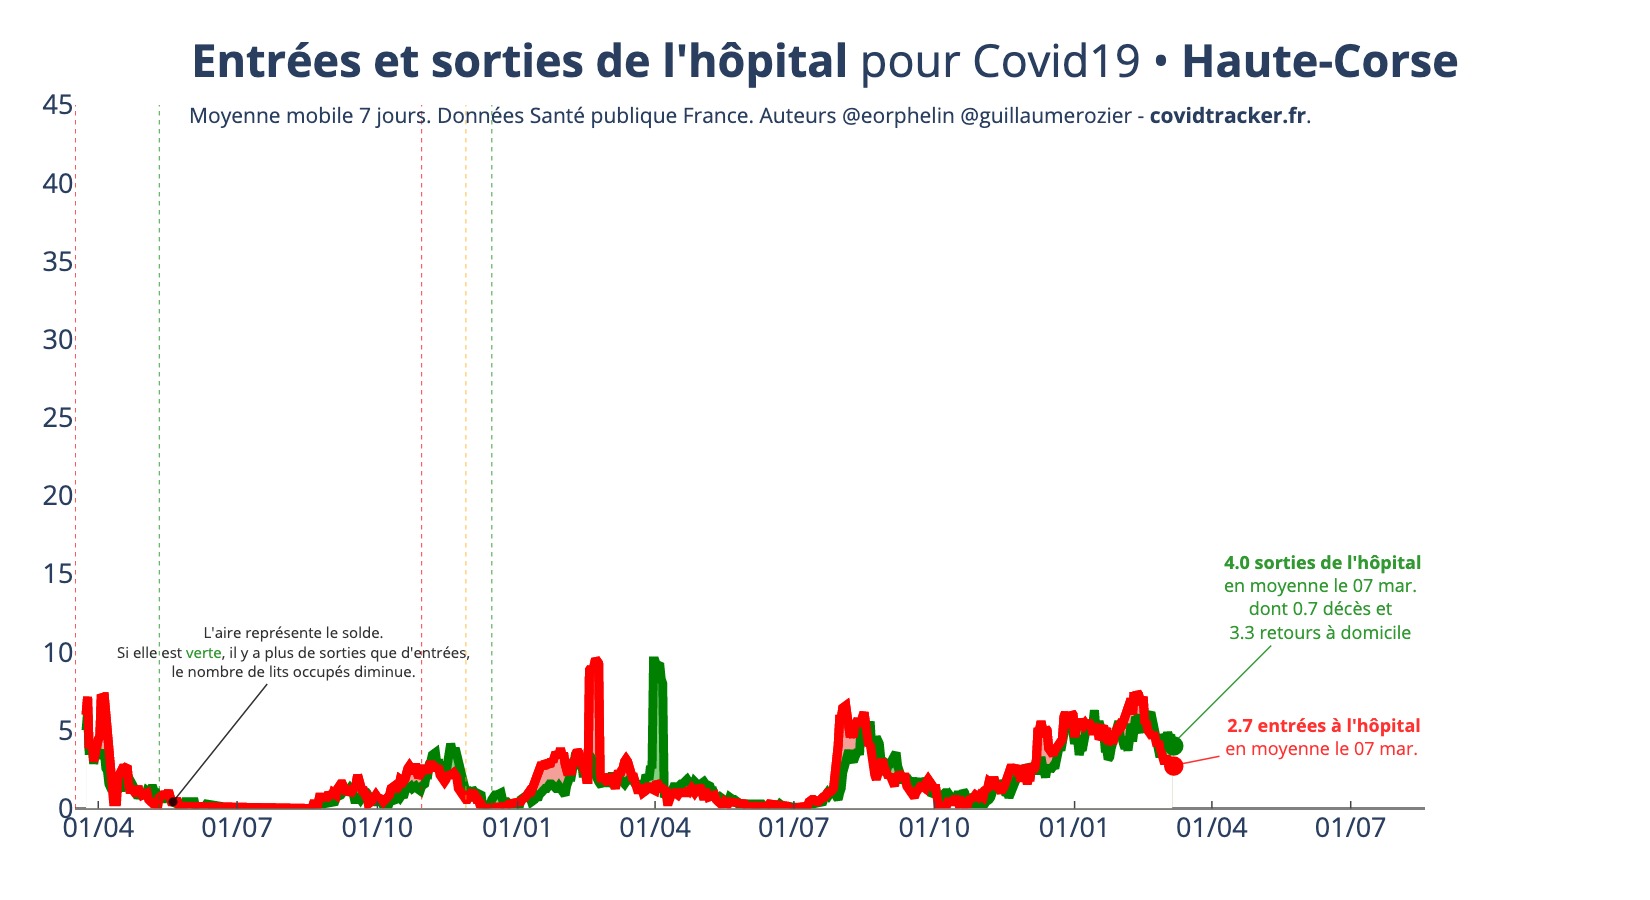 Entrées et sorties de l'hôpital pour Covid19 • Haute-Corse
Moyenne mobile 7 jours. Données Santé publique France. Auteurs @eorphelin @guillaumerozier - covidtracker.fr.
45
40
35
30
25
20
15
10
5
0
L'aire représente le solde.
Si elle est verte, il y a plus de sorties que d'entrées,
le nombre de lits occupés diminue.
4.0 sorties de l'hôpital
en moyenne le 07 mar.
dont 0.7 décès et
3.3 retours à domicile
2.7 entrées à l'hôpital
en moyenne le 07 mar.
01/04 01/07 01/10 01/01 01/04 01/07 01/10 01/01 01/04 01/07